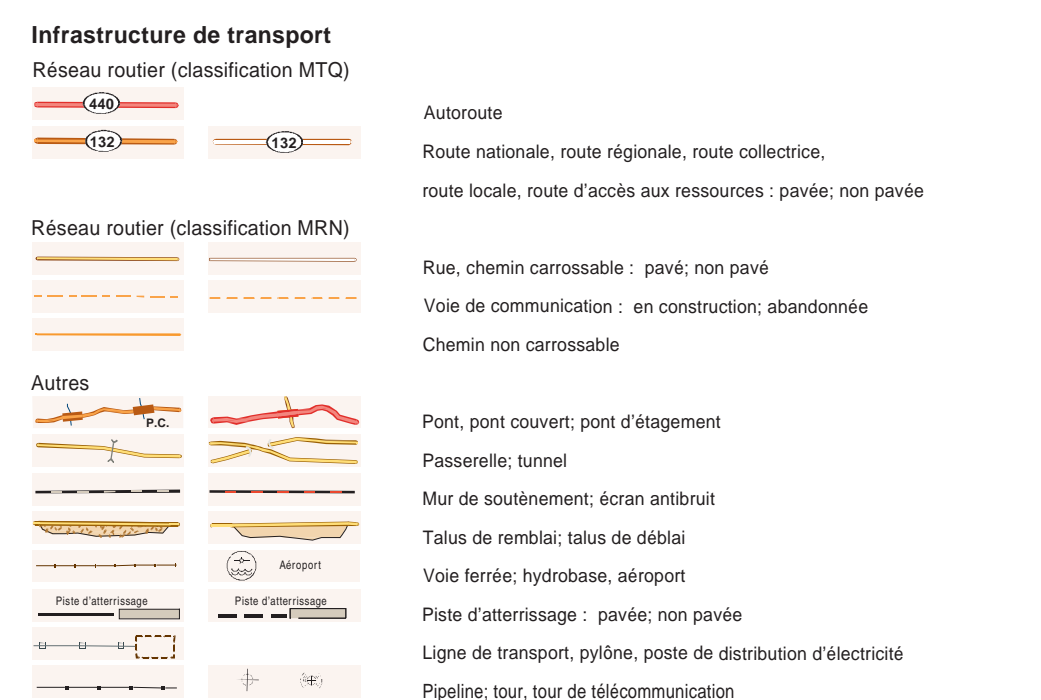 Infrastructure de transport
Réseau routier (classification MTQ)
440
Autoroute
132
132
Route nationale, route régionale, route collectrice,
route locale, route d'accès aux ressources : pavée; non pavée
Réseau routier (classification MRN)
Rue, chemin carrossable : pavé; non pavé
Voie de communication : en construction; abandonnée
Chemin non carrossable
Autres
P.C.
Pont, pont couvert; pont d'étagement
Passerelle; tunnel
Mur de soutènement; écran antibruit
Talus de remblai; talus de déblai
Aéroport
Voie ferrée; hydrobase, aéroport
Piste d'atterrissage
Piste d'atterrissage
Piste d'atterrissage : pavée; non pavée
Ligne de transport, pylône, poste de distribution d'électricité
Pipeline; tour, tour de télécommunication